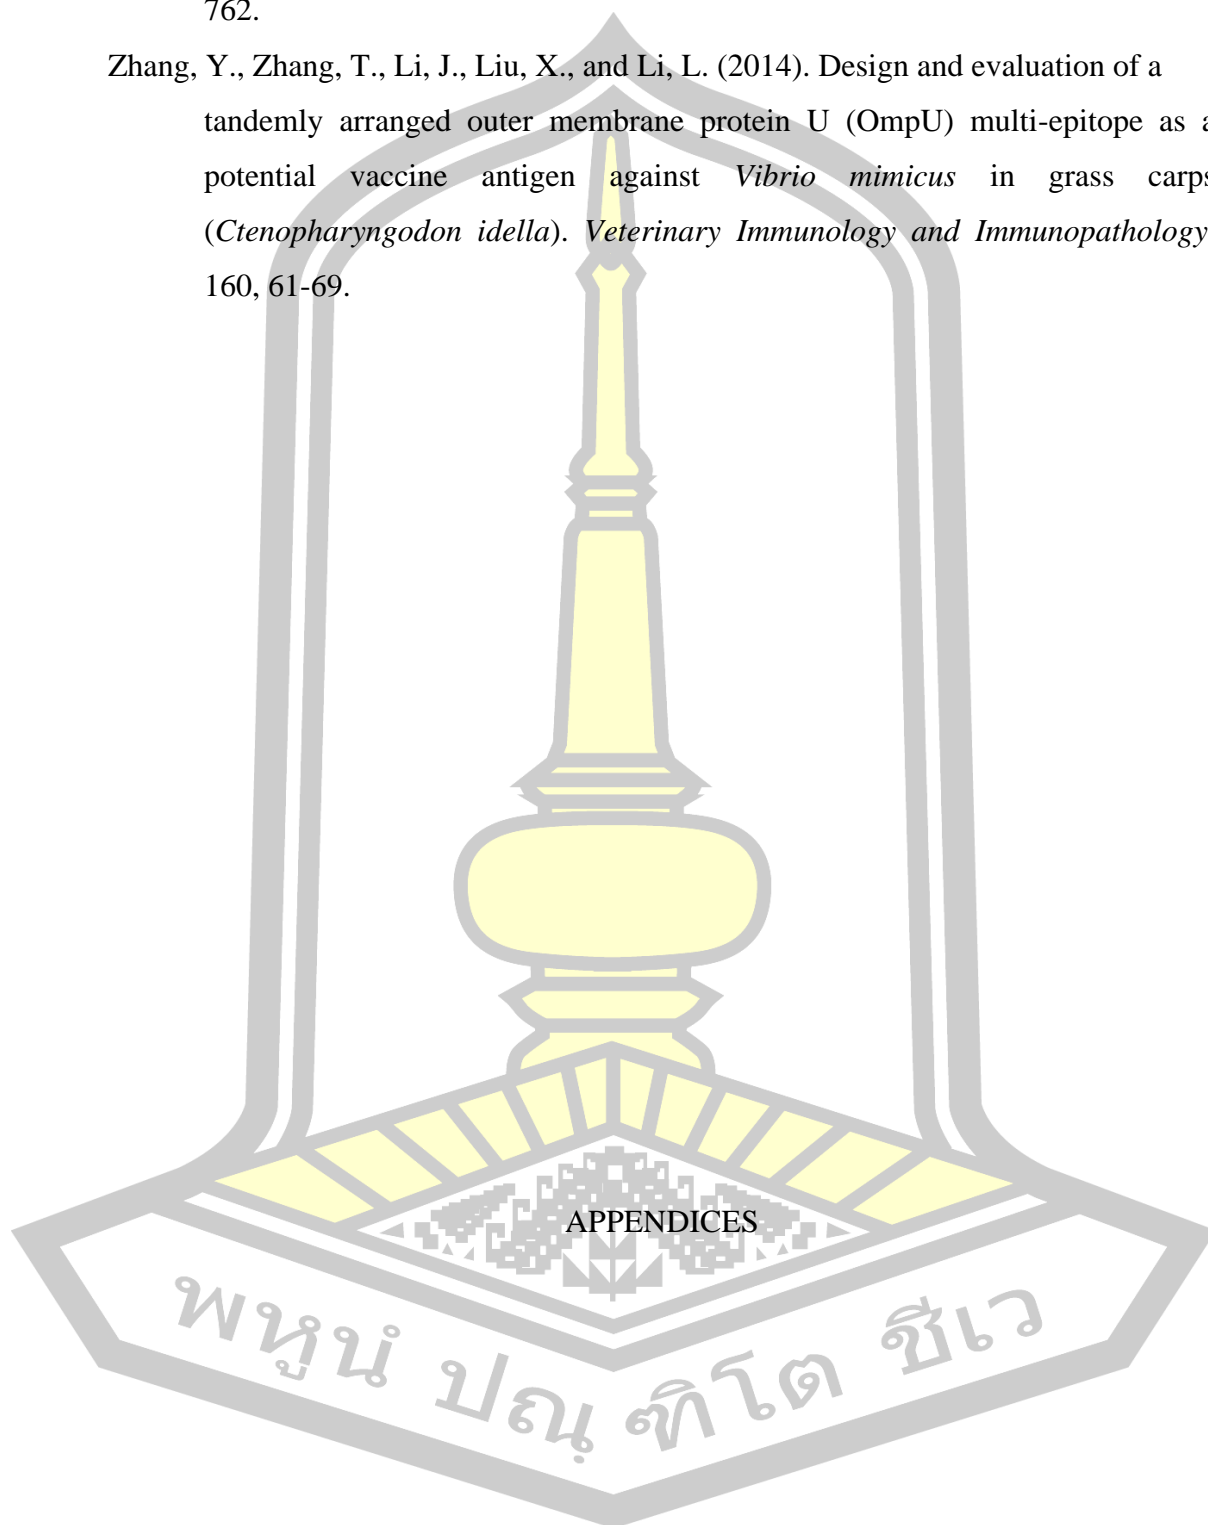 762.
Zhang, Y., Zhang, T., Li, J., Liu, X., and Li, L. (2014). Design and evaluation of a
tandemly arranged outer membrane protein U (OmpU) multi-epitope as a
potential vaccine antigen against Vibrio mimicus in grass carps
(Ctenopharyngodon idella). Veterinary Immunology and Immunopathology
160, 61-69.
APPENDICES
พหูนํ ปณฺฑิโต ชีเว